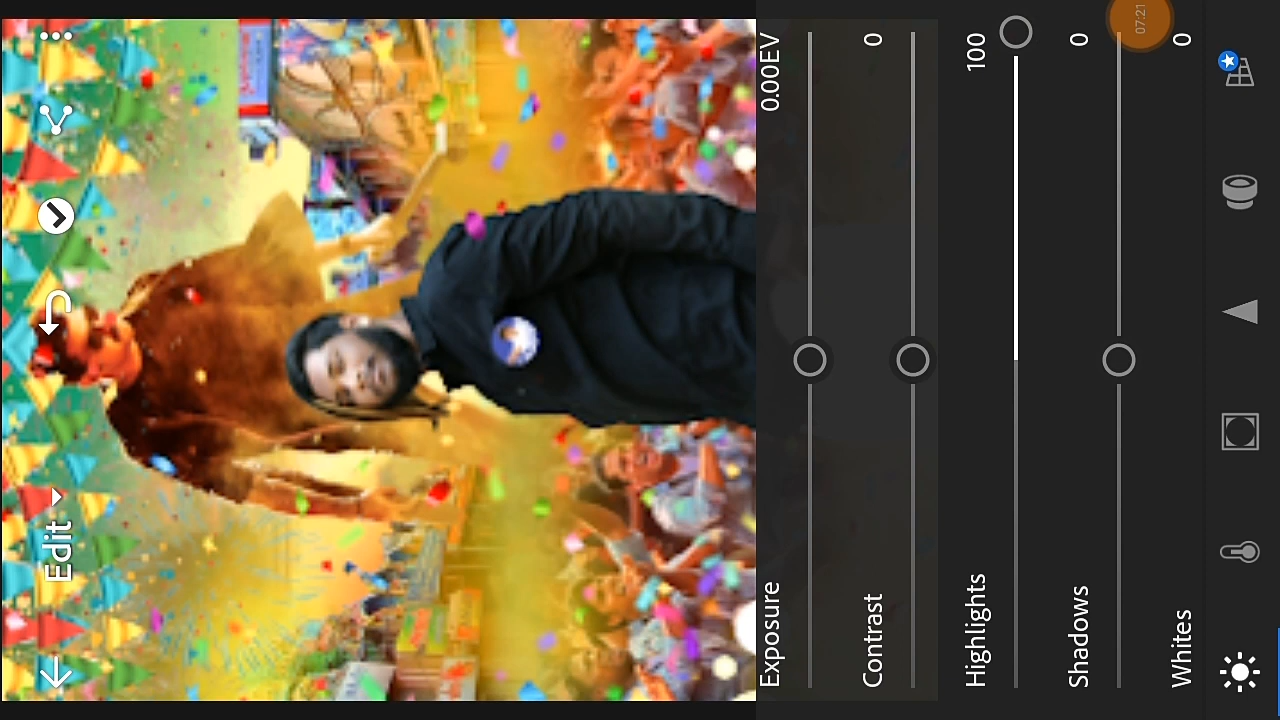 Edit
Exposure 0.00EV
Contrast 0
Highlights 100
Shadows 0
Whites 0
07:21